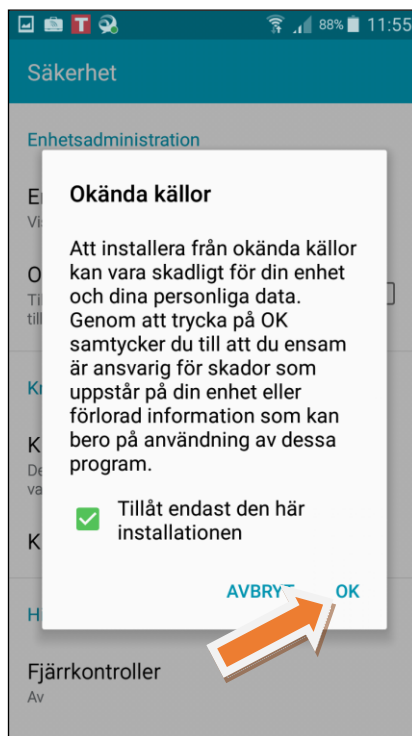 88% 11:55
Säkerhet
Enhetsadministration
Okända källor
Att installera från okända källor
kan vara skadligt för din enhet
och dina personliga data.
Genom att trycka på OK
samtycker du till att du ensam
är ansvarig för skador som
uppstår på din enhet eller
förlorad information som kan
bero på användning av dessa
program.
Tillåt endast den här
installationen
AVBRYT OK
Fjärrkontroller
Av